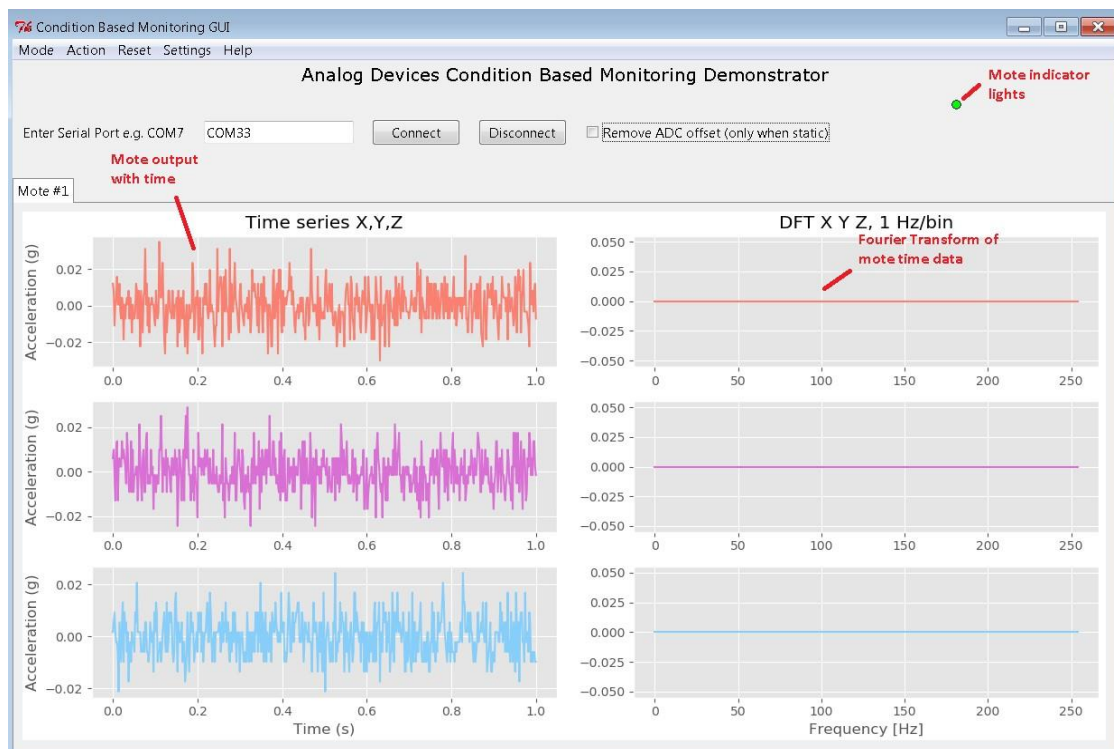 Condition Based Monitoring GUI
Mode Action Reset Settings Help
Analog Devices Condition Based Monitoring Demonstrator
Mote indicator
lights
Enter Serial Port e.g. COM7 COM33 Connect Disconnect Remove ADC offset (only when static)
Mote output
with time
Mote #1
Time series X,Y,Z
Acceleration (g)
0.02
0.00
−0.02
0.0 0.2 0.4 0.6 0.8 1.0
DFT X Y Z, 1 Hz/bin
Fourier Transform of
mote time data
0.050
0.025
0.000
−0.025
−0.050
0 50 100 150 200 250
Acceleration (g)
0.02
0.00
−0.02
0.0 0.2 0.4 0.6 0.8 1.0
0.050
0.025
0.000
−0.025
−0.050
0 50 100 150 200 250
Acceleration (g)
0.02
0.00
−0.02
0.0 0.2 0.4 0.6 0.8 1.0
Time (s)
0.050
0.025
0.000
−0.025
−0.050
0 50 100 150 200 250
Frequency [Hz]